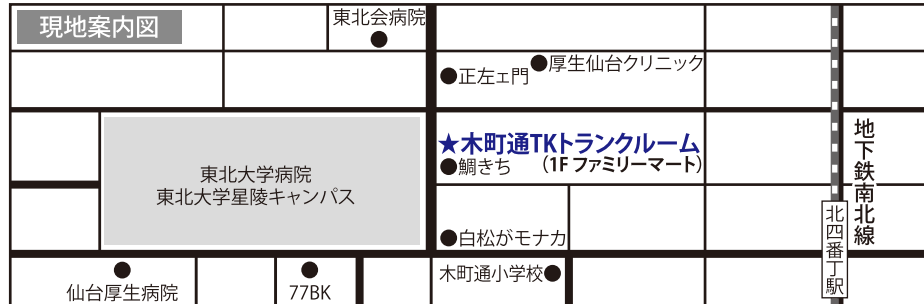 現地案内図
東北会病院
正左ェ門
厚生仙台クリニック
★木町通TKトランクルーム
鯛きち
(1F ファミリーマート)
東北大学病院
東北大学星陵キャンパス
地下鉄南北線
白松がモナカ
北四番丁駅
仙台厚生病院
77BK
木町通小学校